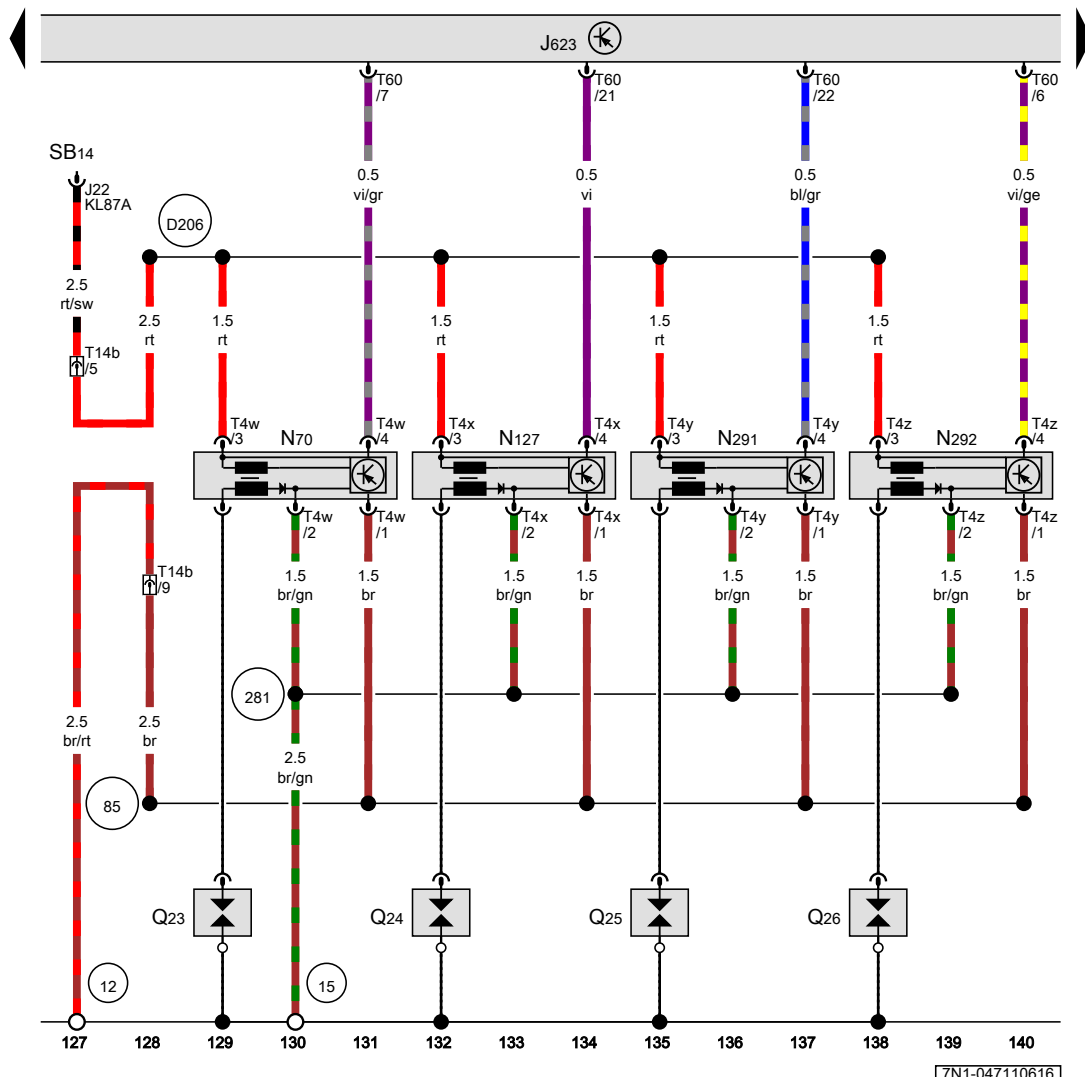 J623
T60 T60 T60 T60
/7 /21 /22 /6
SB14
J22
KL87A
0.5 0.5 0.5 0.5
vi/gr vi bl/gr vi/ge
D206
2.5
rt/sw
2.5 1.5 1.5 1.5 1.5
rt rt rt rt rt
T14b
/5
T4w T4w T4x T4x T4y T4y T4z T4z
/3 N70 /4 /3 N127 /4 /3 N291 /4 /3 N292 /4
T4w T4w T4x T4x T4y T4y T4z T4z
/2 /1 /2 /1 /2 /1 /2 /1
T14b
/9
1.5 1.5 1.5 1.5 1.5 1.5 1.5 1.5
br/gn br br/gn br br/gn br br/gn br
281
2.5 2.5
br/rt br
2.5
br/gn
85
Q23 Q24 Q25 Q26
12 15
127 128 129 130 131 132 133 134 135 136 137 138 139 140
7N1-047110616